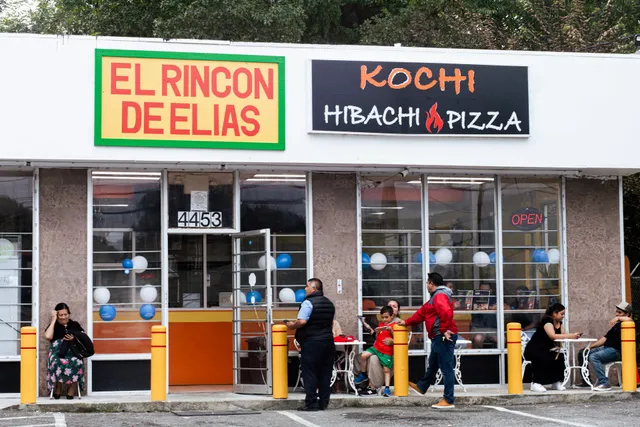 EL RINCON
DE ELIAS
KOCHI
HIBACHI PIZZA
4453
OPEN